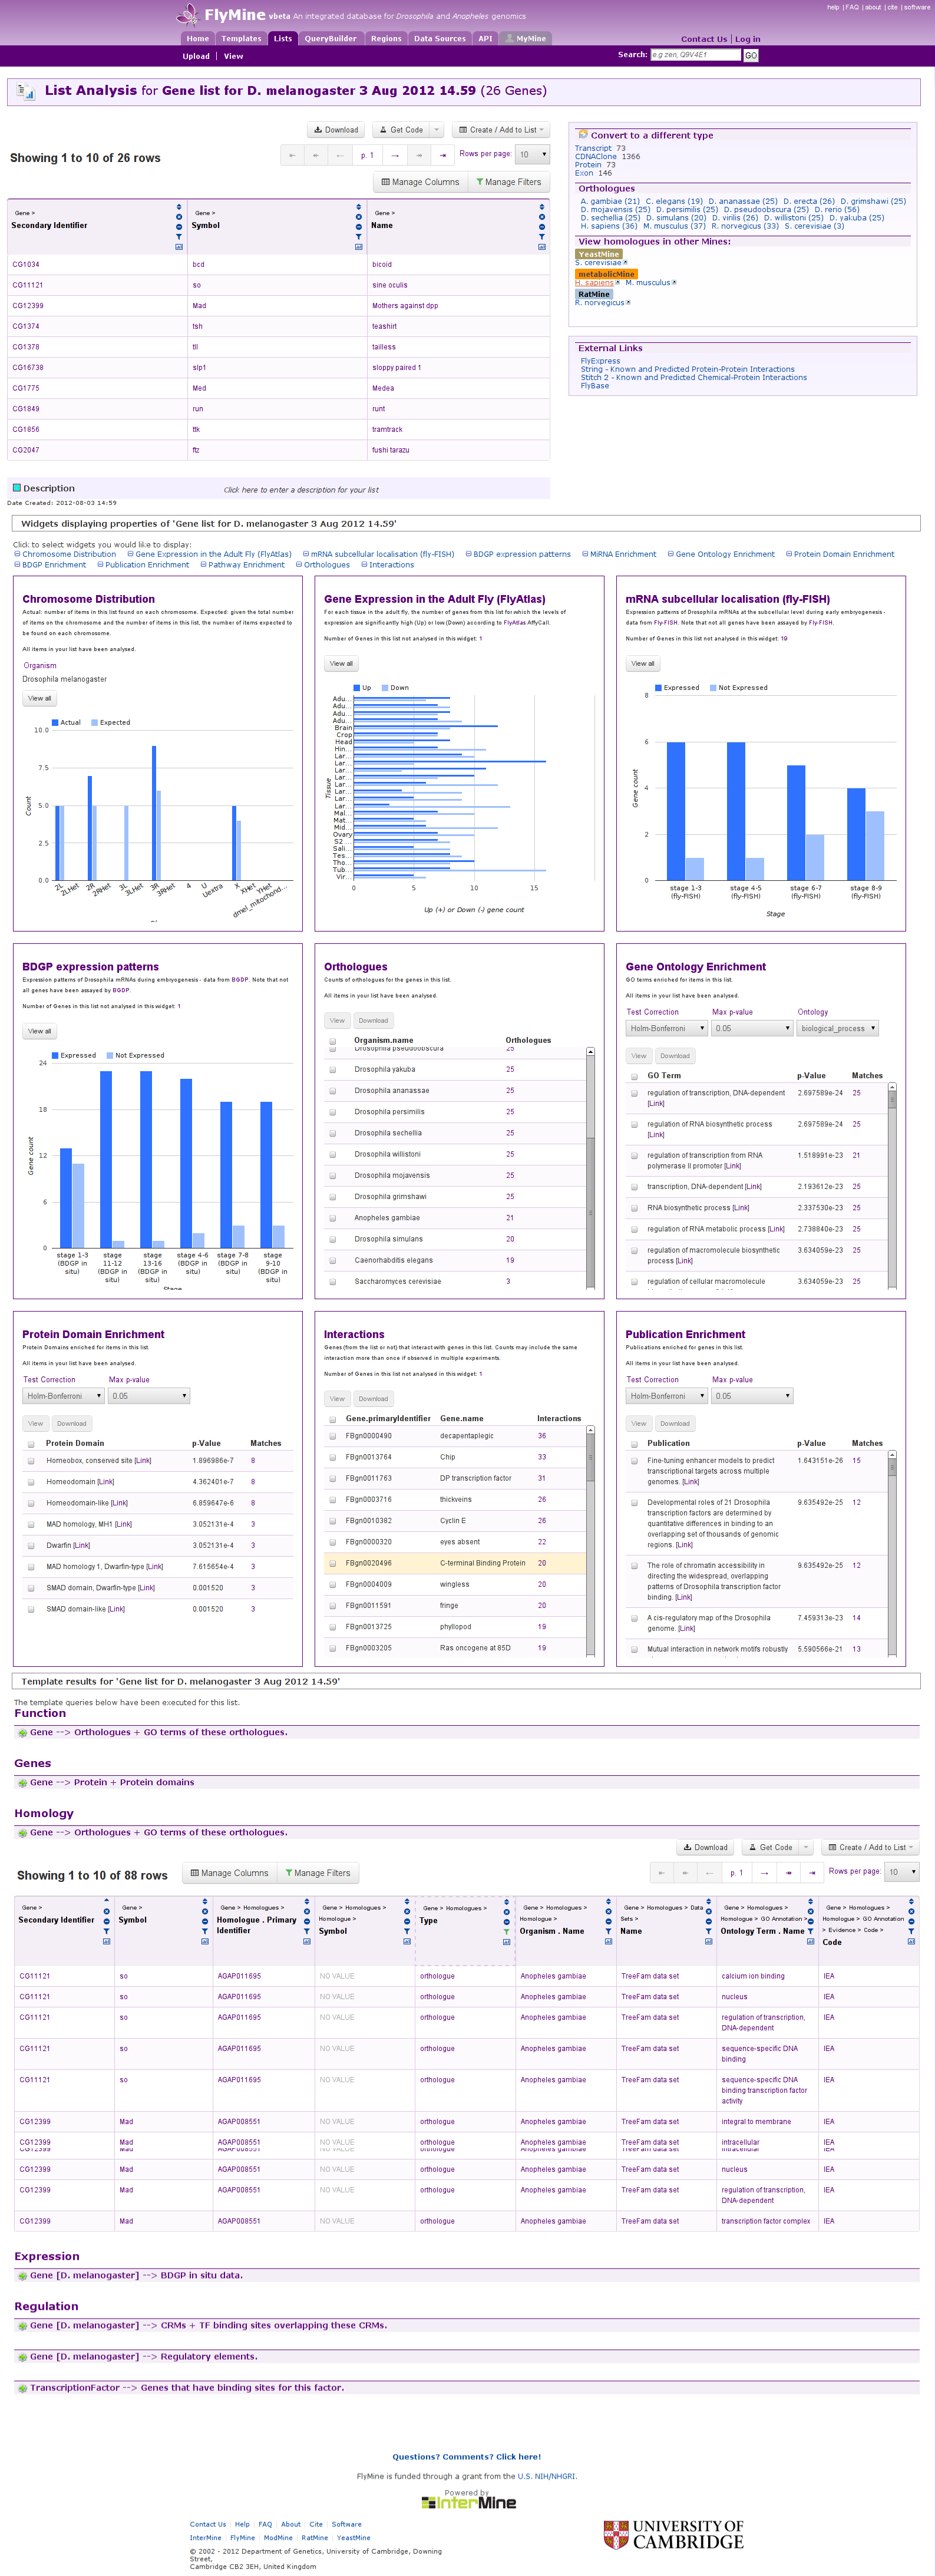 help | FAQ | about | cite | software
FlyMine vbeta An integrated database for Drosophila and Anopheles genomics
Home Templates Lists QueryBuilder Regions Data Sources API MyMine
Contact Us | Log in
Upload | View
Search: e.g zen, Q9V4E1 GO
List Analysis for Gene list for D. melanogaster 3 Aug 2012 14.59 (26 Genes)
Download Get Code Create / Add to List
Showing 1 to 10 of 26 rows
p. 1 Rows per page: 10
Manage Columns Manage Filters
Gene > Gene > Gene >
Secondary Identifier Symbol Name
CG1034 bcd bicoid
CG11121 so sine oculis
CG12399 Mad Mothers against dpp
CG1374 tsh teashirt
CG1378 tll tailless
CG16738 slp1 sloppy paired 1
CG1775 Med Medea
CG1849 run runt
CG1856 ttk tramtrack
CG2047 ftz fushi tarazu
Convert to a different type
Transcript 73
CDNAClone 1366
Protein 73
Exon 146
Orthologues
A. gambiae (21) C. elegans (19) D. ananassae (25) D. erecta (26) D. grimshawi (25)
D. mojavensis (25) D. persimilis (25) D. pseudoobscura (25) D. rerio (56)
D. sechellia (25) D. simulans (20) D. virilis (26) D. willistoni (25) D. yakuba (25)
H. sapiens (36) M. musculus (37) R. norvegicus (33) S. cerevisiae (3)
View homologues in other Mines:
YeastMine
S. cerevisiae
metabolicMine
H. sapiens M. musculus
RatMine
R. norvegicus
External Links
FlyExpress
String - Known and Predicted Protein-Protein Interactions
Stitch 2 - Known and Predicted Chemical-Protein Interactions
FlyBase
Description Click here to enter a description for your list
Date Created: 2012-08-03 14:59
Widgets displaying properties of 'Gene list for D. melanogaster 3 Aug 2012 14.59'
Click to select widgets you would like to display:
Chromosome Distribution Gene Expression in the Adult Fly (FlyAtlas) mRNA subcellular localisation (fly-FISH) BDGP expression patterns MiRNA Enrichment Gene Ontology Enrichment Protein Domain Enrichment
BDGP Enrichment Publication Enrichment Pathway Enrichment Orthologues Interactions
Chromosome Distribution
Actual: number of items in this list found on each chromosome. Expected: given the total number
of items on the chromosome and the number of items in this list, the number of items expected to
be found on each chromosome.
All items in your list have been analysed.
Organism
Drosophila melanogaster
View all
Actual Expected
10.0
7.5
5.0
2.5
0.0
Count
2L 2LHet 2R 2RHet 3L 3LHet 3R 3RHet 4 U Uextra X XHet YHet dmel_mitochond...
Gene Expression in the Adult Fly (FlyAtlas)
For each tissue in the adult fly, the number of genes from this list for which the levels of
expression are significantly high (Up) or low (Down) according to FlyAtlas AffyCall.
Number of Genes in this list not analysed in this widget: 1
View all
Up Down
Adu...
Adu...
Adu...
Adu...
Brain
Crop
Head
Hin...
Lar...
Lar...
Lar...
Lar...
Lar...
Lar...
Lar...
Lar...
Mal...
Mat...
Mid...
Ovary
S2 ...
Sali...
Tes...
Tho...
Tub...
Vir...
Tissue
0 5 10 15
Up (+) or Down (-) gene count
mRNA subcellular localisation (fly-FISH)
Expression patterns of Drosophila mRNAs at the subcellular level during early embryogenesis -
data from Fly-FISH. Note that not all genes have been assayed by Fly-FISH.
Number of Genes in this list not analysed in this widget: 19
View all
Expressed Not Expressed
8
6
4
2
0
Gene count
stage 1-3 (fly-FISH) stage 4-5 (fly-FISH) stage 6-7 (fly-FISH) stage 8-9 (fly-FISH)
Stage
BDGP expression patterns
Expression patterns of Drosophila mRNAs during embryogenesis - data from BDGP. Note that not
all genes have been assayed by BDGP.
Number of Genes in this list not analysed in this widget: 1
View all
Expressed Not Expressed
24
18
12
6
0
Gene count
stage 1-3 (BDGP in situ) stage 11-12 (BDGP in situ) stage 13-16 (BDGP in situ) stage 4-6 (BDGP in situ) stage 7-8 (BDGP in situ) stage 9-10 (BDGP in situ)
Stage
Orthologues
Counts of orthologues for the genes in this list.
All items in your list have been analysed.
View Download
Organism.name Orthologues
Drosophila pseudoobscura 25
Drosophila yakuba 25
Drosophila ananassae 25
Drosophila persimilis 25
Drosophila sechellia 25
Drosophila willistoni 25
Drosophila mojavensis 25
Drosophila grimshawi 25
Anopheles gambiae 21
Drosophila simulans 20
Caenorhabditis elegans 19
Saccharomyces cerevisiae 3
Gene Ontology Enrichment
GO terms enriched for items in this list.
All items in your list have been analysed.
Test Correction Max p-value Ontology
Holm-Bonferroni 0.05 biological_process
View Download
GO Term p-Value Matches
regulation of transcription, DNA-dependent [Link] 2.697589e-24 25
regulation of RNA biosynthetic process [Link] 2.697589e-24 25
regulation of transcription from RNA polymerase II promoter [Link] 1.518991e-23 21
transcription, DNA-dependent [Link] 2.193612e-23 25
RNA biosynthetic process [Link] 2.337530e-23 25
regulation of RNA metabolic process [Link] 2.738840e-23 25
regulation of macromolecule biosynthetic process [Link] 3.634059e-23 25
regulation of cellular macromolecule 3.634059e-23 25
Protein Domain Enrichment
Protein Domains enriched for items in this list.
All items in your list have been analysed.
Test Correction Max p-value
Holm-Bonferroni 0.05
View Download
Protein Domain p-Value Matches
Homeobox, conserved site [Link] 1.896986e-7 8
Homeodomain [Link] 4.362401e-7 8
Homeodomain-like [Link] 6.859647e-6 8
MAD homology, MH1 [Link] 3.052131e-4 3
Dwarfin [Link] 3.052131e-4 3
MAD homology 1, Dwarfin-type [Link] 7.615654e-4 3
SMAD domain, Dwarfin-type [Link] 0.001520 3
SMAD domain-like [Link] 0.001520 3
Interactions
Genes (from the list or not) that interact with genes in this list. Counts may include the same
interaction more than once if observed in multiple experiments.
Number of Genes in this list not analysed in this widget: 1
View Download
Gene.primaryIdentifier Gene.name Interactions
FBgn0000490 decapentaplegic 36
FBgn0013764 Chip 33
FBgn0011763 DP transcription factor 31
FBgn0003716 thickveins 26
FBgn0010382 Cyclin E 26
FBgn0000320 eyes absent 22
FBgn0020496 C-terminal Binding Protein 20
FBgn0004009 wingless 20
FBgn0011591 fringe 20
FBgn0013725 phyllopod 19
FBgn0003205 Ras oncogene at 85D 19
Publication Enrichment
Publications enriched for genes in this list.
All items in your list have been analysed.
Test Correction Max p-value
Holm-Bonferroni 0.05
View Download
Publication p-Value Matches
Fine-tuning enhancer models to predict transcriptional targets across multiple genomes. [Link] 1.643151e-26 15
Developmental roles of 21 Drosophila transcription factors are determined by quantitative differences in binding to an overlapping set of thousands of genomic regions. [Link] 9.635492e-25 12
The role of chromatin accessibility in directing the widespread, overlapping patterns of Drosophila transcription factor binding. [Link] 9.635492e-25 12
A cis-regulatory map of the Drosophila genome. [Link] 7.459313e-23 14
Mutual interaction in network motifs robustly 5.590566e-21 13
Template results for 'Gene list for D. melanogaster 3 Aug 2012 14.59'
The template queries below have been executed for this list.
Function
Gene --> Orthologues + GO terms of these orthologues.
Genes
Gene --> Protein + Protein domains
Homology
Gene --> Orthologues + GO terms of these orthologues.
Download Get Code Create / Add to List
Showing 1 to 10 of 88 rows Manage Columns Manage Filters p. 1 Rows per page: 10
Gene > Secondary Identifier
Gene > Symbol
Gene > Homologues > Homologue . Primary Identifier
Gene > Homologues > Homologue > Symbol
Gene > Homologues > Type
Gene > Homologues > Homologue > Organism . Name
Gene > Homologues > Data Sets > Name
Gene > Homologues > Homologue > GO Annotation > Ontology Term . Name
Gene > Homologues > Homologue > GO Annotation > Evidence > Code > Code
CG11121 so AGAP011695 NO VALUE orthologue Anopheles gambiae TreeFam data set calcium ion binding IEA
CG11121 so AGAP011695 NO VALUE orthologue Anopheles gambiae TreeFam data set nucleus IEA
CG11121 so AGAP011695 NO VALUE orthologue Anopheles gambiae TreeFam data set regulation of transcription, DNA-dependent IEA
CG11121 so AGAP011695 NO VALUE orthologue Anopheles gambiae TreeFam data set sequence-specific DNA binding IEA
CG11121 so AGAP011695 NO VALUE orthologue Anopheles gambiae TreeFam data set sequence-specific DNA binding transcription factor activity IEA
CG12399 Mad AGAP008551 NO VALUE orthologue Anopheles gambiae TreeFam data set integral to membrane IEA
CG12399 Mad AGAP008551 NO VALUE orthologue Anopheles gambiae TreeFam data set intracellular IEA
CG12399 Mad AGAP008551 NO VALUE orthologue Anopheles gambiae TreeFam data set intracellular IEA
CG12399 Mad AGAP008551 NO VALUE orthologue Anopheles gambiae TreeFam data set nucleus IEA
CG12399 Mad AGAP008551 NO VALUE orthologue Anopheles gambiae TreeFam data set regulation of transcription, DNA-dependent IEA
CG12399 Mad AGAP008551 NO VALUE orthologue Anopheles gambiae TreeFam data set transcription factor complex IEA
Expression
Gene [D. melanogaster] --> BDGP in situ data.
Regulation
Gene [D. melanogaster] --> CRMs + TF binding sites overlapping these CRMs.
Gene [D. melanogaster] --> Regulatory elements.
TranscriptionFactor --> Genes that have binding sites for this factor.
Questions? Comments? Click here!
FlyMine is funded through a grant from the U.S. NIH/NHGRI.
Powered by
InterMine
Contact Us | Help | FAQ | About | Cite | Software
InterMine | FlyMine | ModMine | RatMine | YeastMine
© 2002 - 2012 Department of Genetics, University of Cambridge, Downing
Street,
Cambridge CB2 3EH, United Kingdom
UNIVERSITY OF
CAMBRIDGE